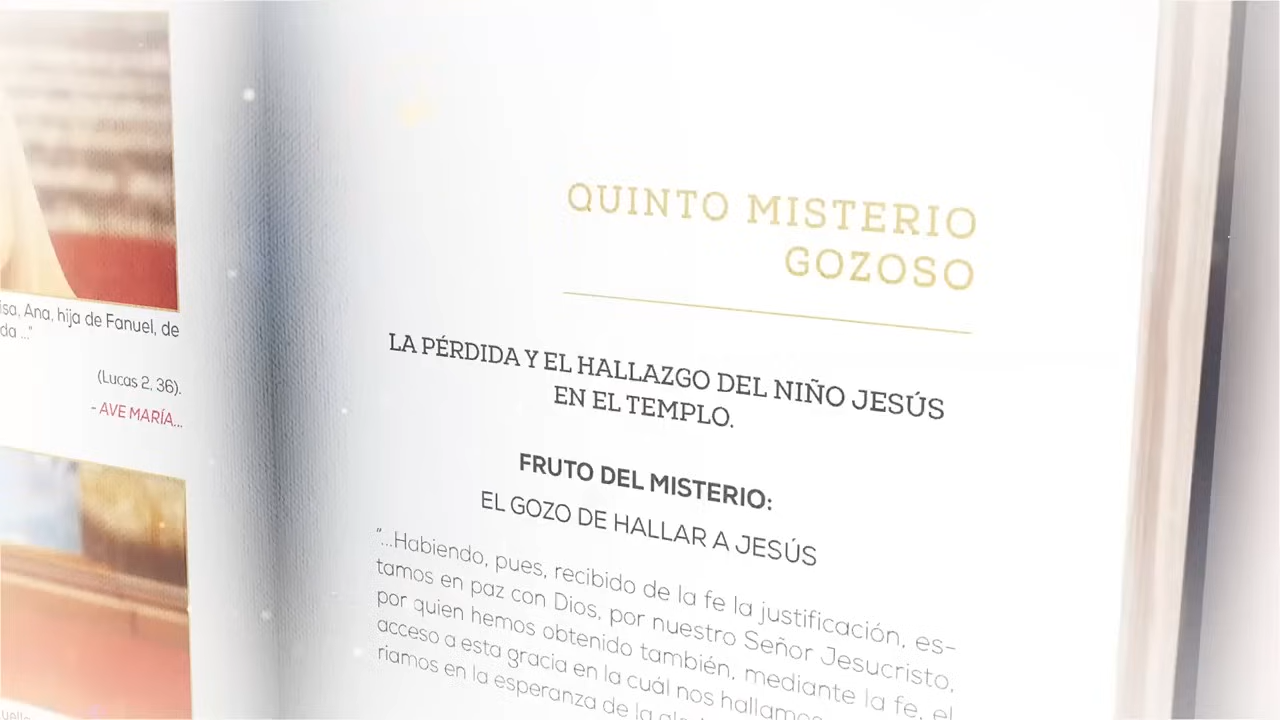 isa, Ana, hija de Fanuel, de
da ..."
(Lucas 2, 36).
- AVE MARÍA...
QUINTO MISTERIO
GOZOSO
LA PÉRDIDA Y EL HALLAZGO DEL NIÑO JESÚS
EN EL TEMPLO.
FRUTO DEL MISTERIO:
EL GOZO DE HALLAR A JESÚS
"...Habiendo, pues, recibido de la fe la justificación, es-
tamos en paz con Dios, por nuestro Señor Jesucristo,
por quien hemos obtenido también, mediante la fe, el
acceso a esta gracia en la cuál nos hallamos
riamos en la esperanza de la